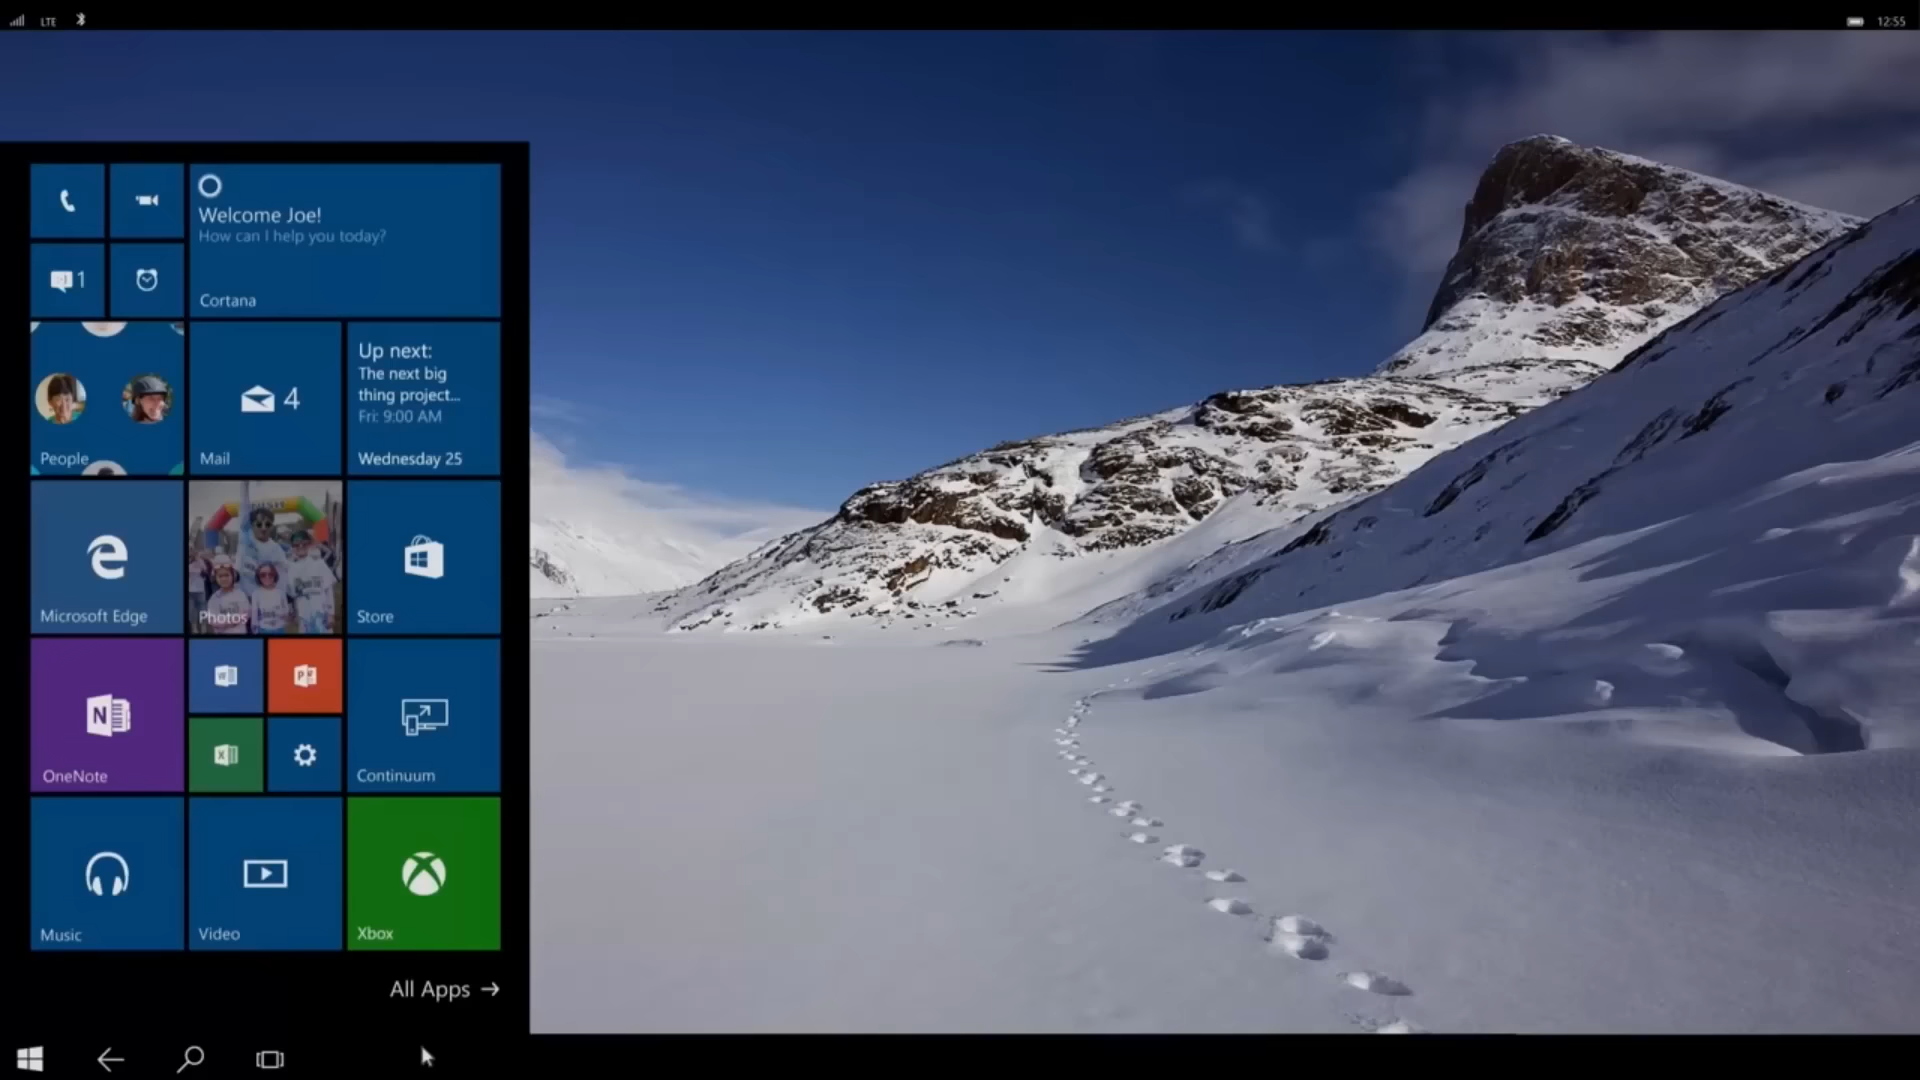 LTE
12:55
Welcome Joe!
How can I help you today?
Cortana
1
People
4
Mail
Up next:
The next big
thing project...
Fri: 9:00 AM
Wednesday 25
Microsoft Edge
Photos
Store
N
OneNote
W
P
X
Continuum
Music
Video
Xbox
All Apps →